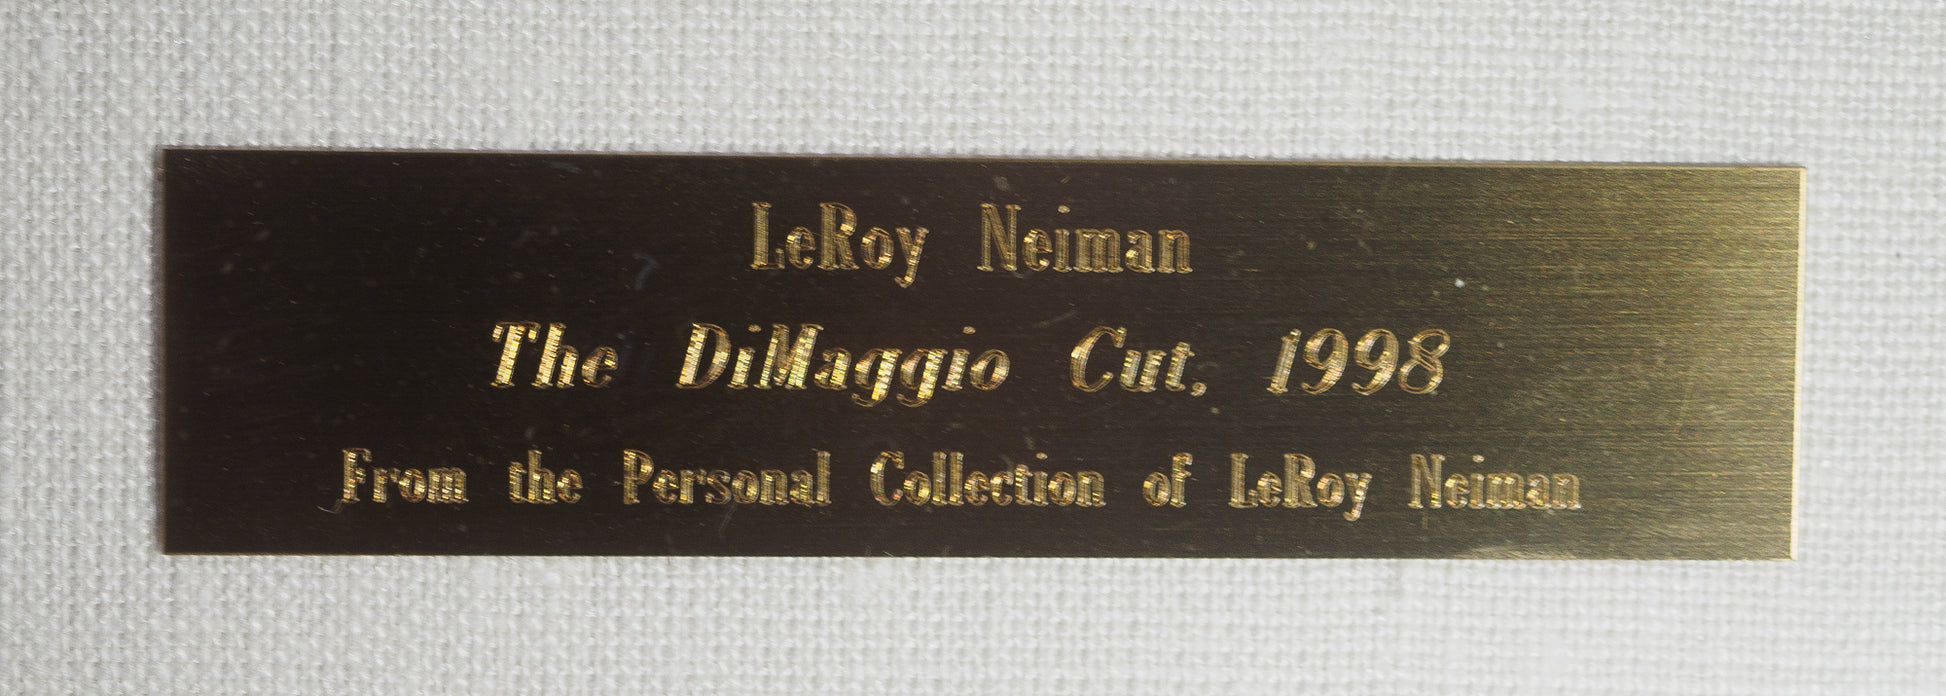 LeRoy Neiman
The DiMaggio Cut, 1998
From the Personal Collection of LeRoy Neiman